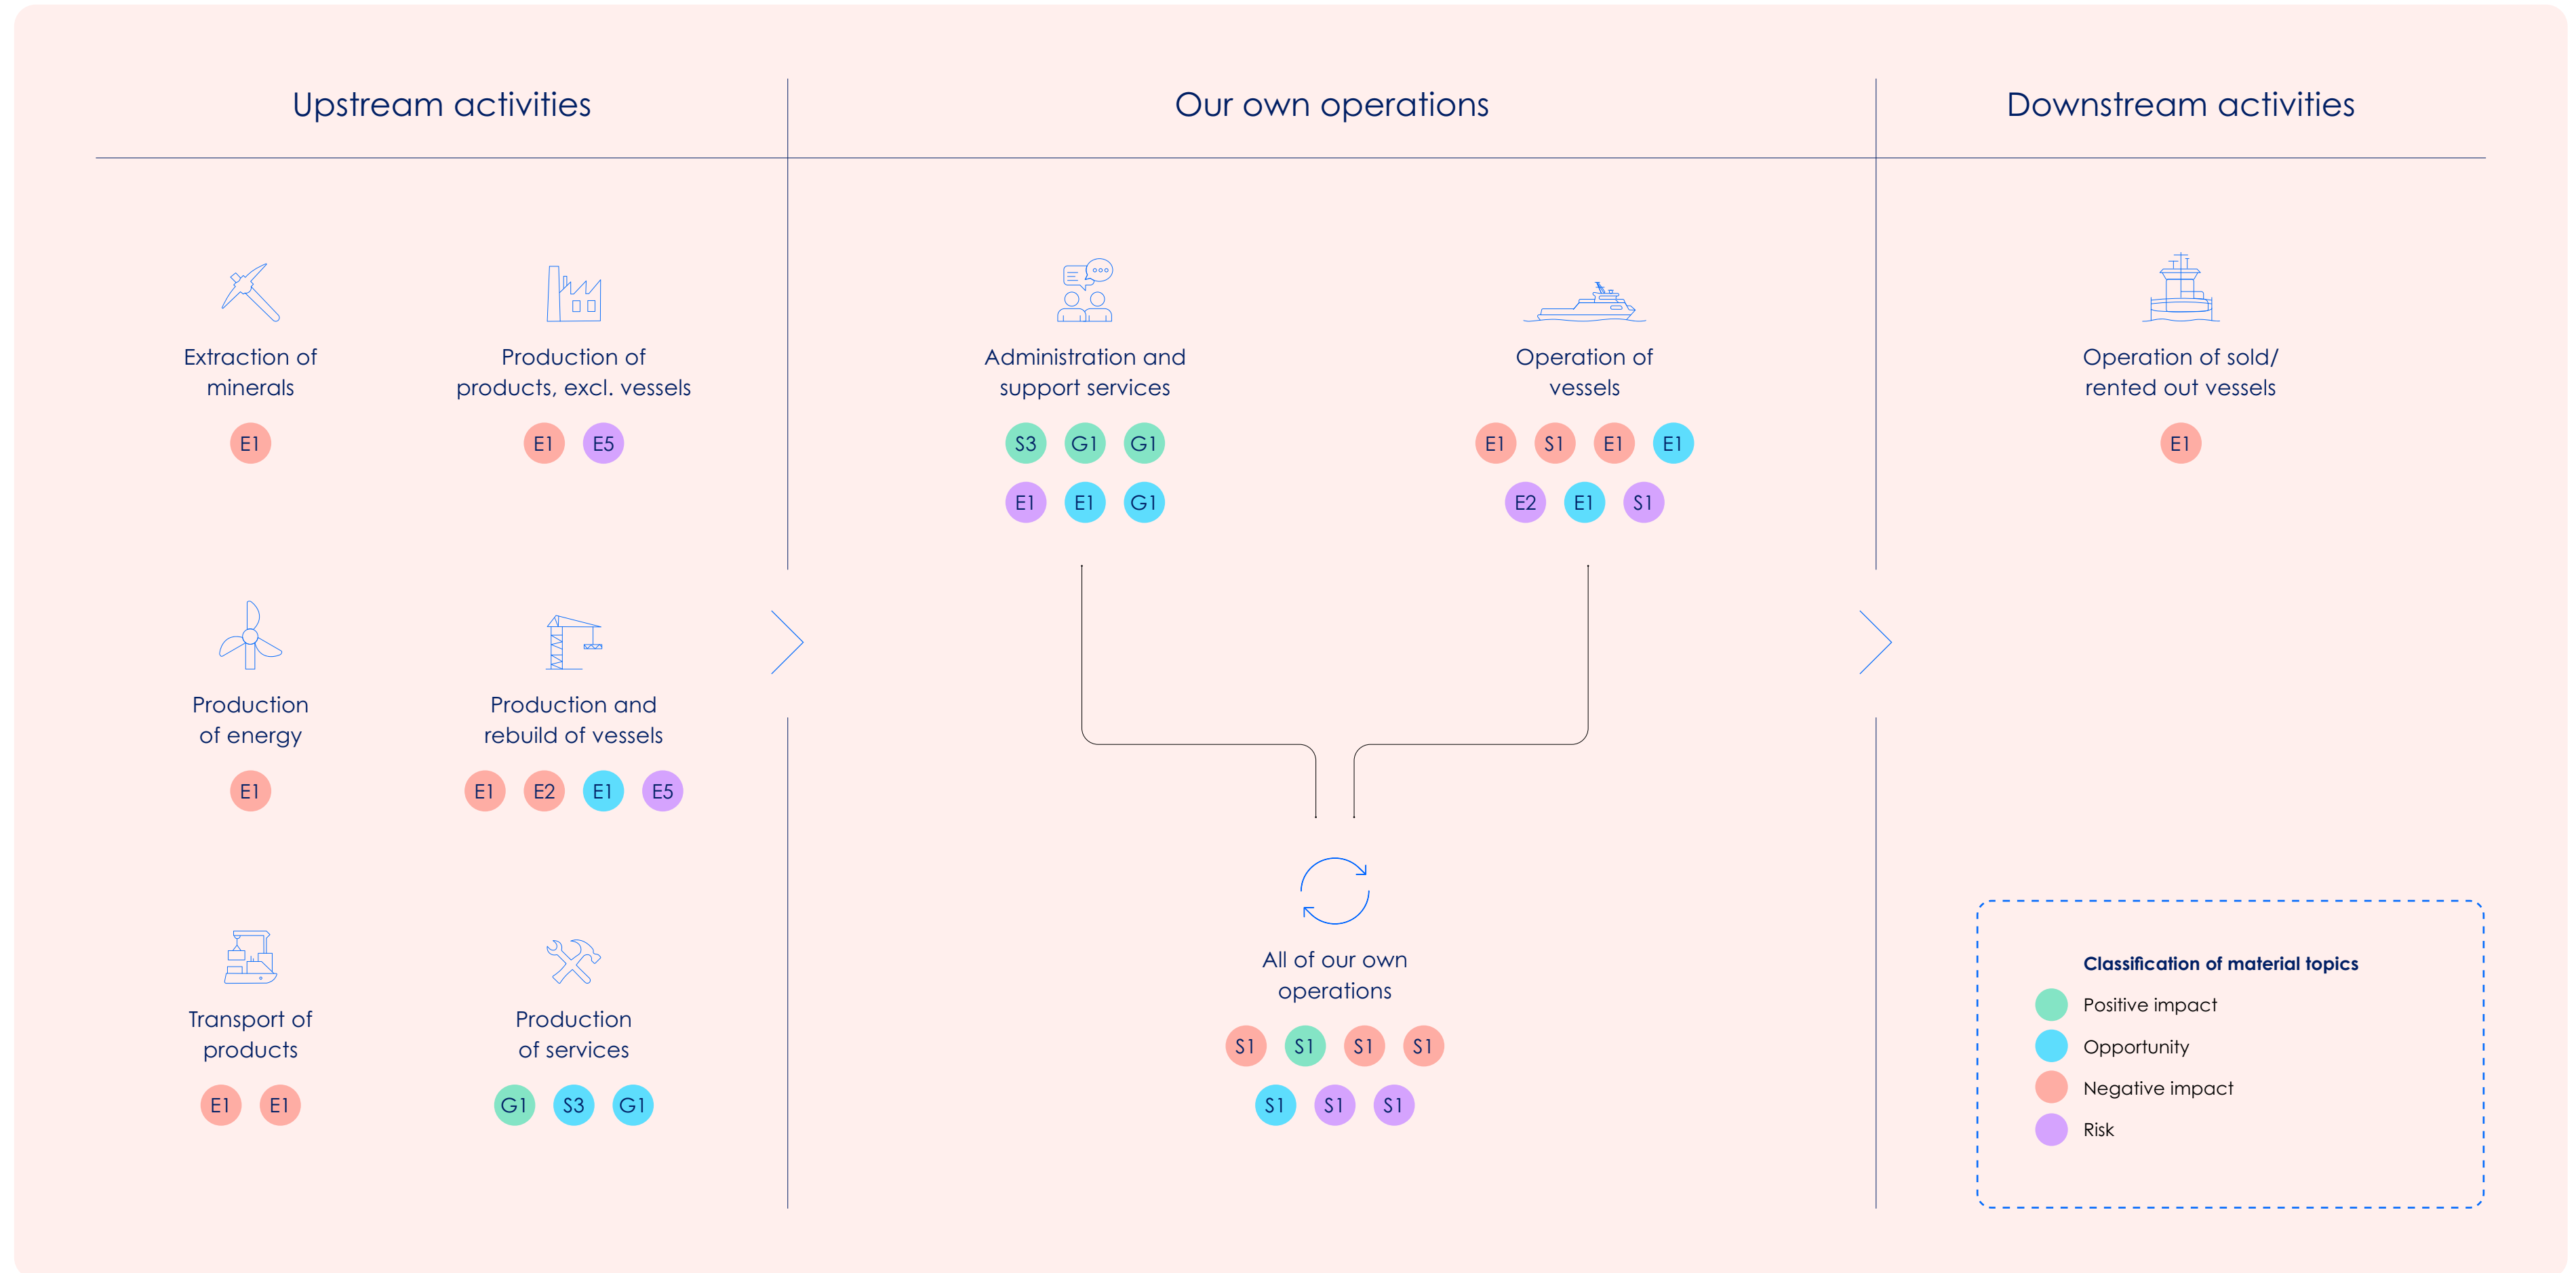 Upstream activities
Our own operations
Downstream activities
Extraction of
minerals
E1
Production of
products, excl. vessels
E1 E5
Administration and
support services
S3 G1 G1
E1 E1 G1
Operation of
vessels
E1 S1 E1 E1
E2 E1 S1
Operation of sold/
rented out vessels
E1
Production
of energy
E1
Production and
rebuild of vessels
E1 E2 E1 E5
Transport of
products
E1 E1
Production
of services
G1 S3 G1
All of our own
operations
S1 S1 S1 S1
S1 S1 S1
Classification of material topics
Positive impact
Opportunity
Negative impact
Risk